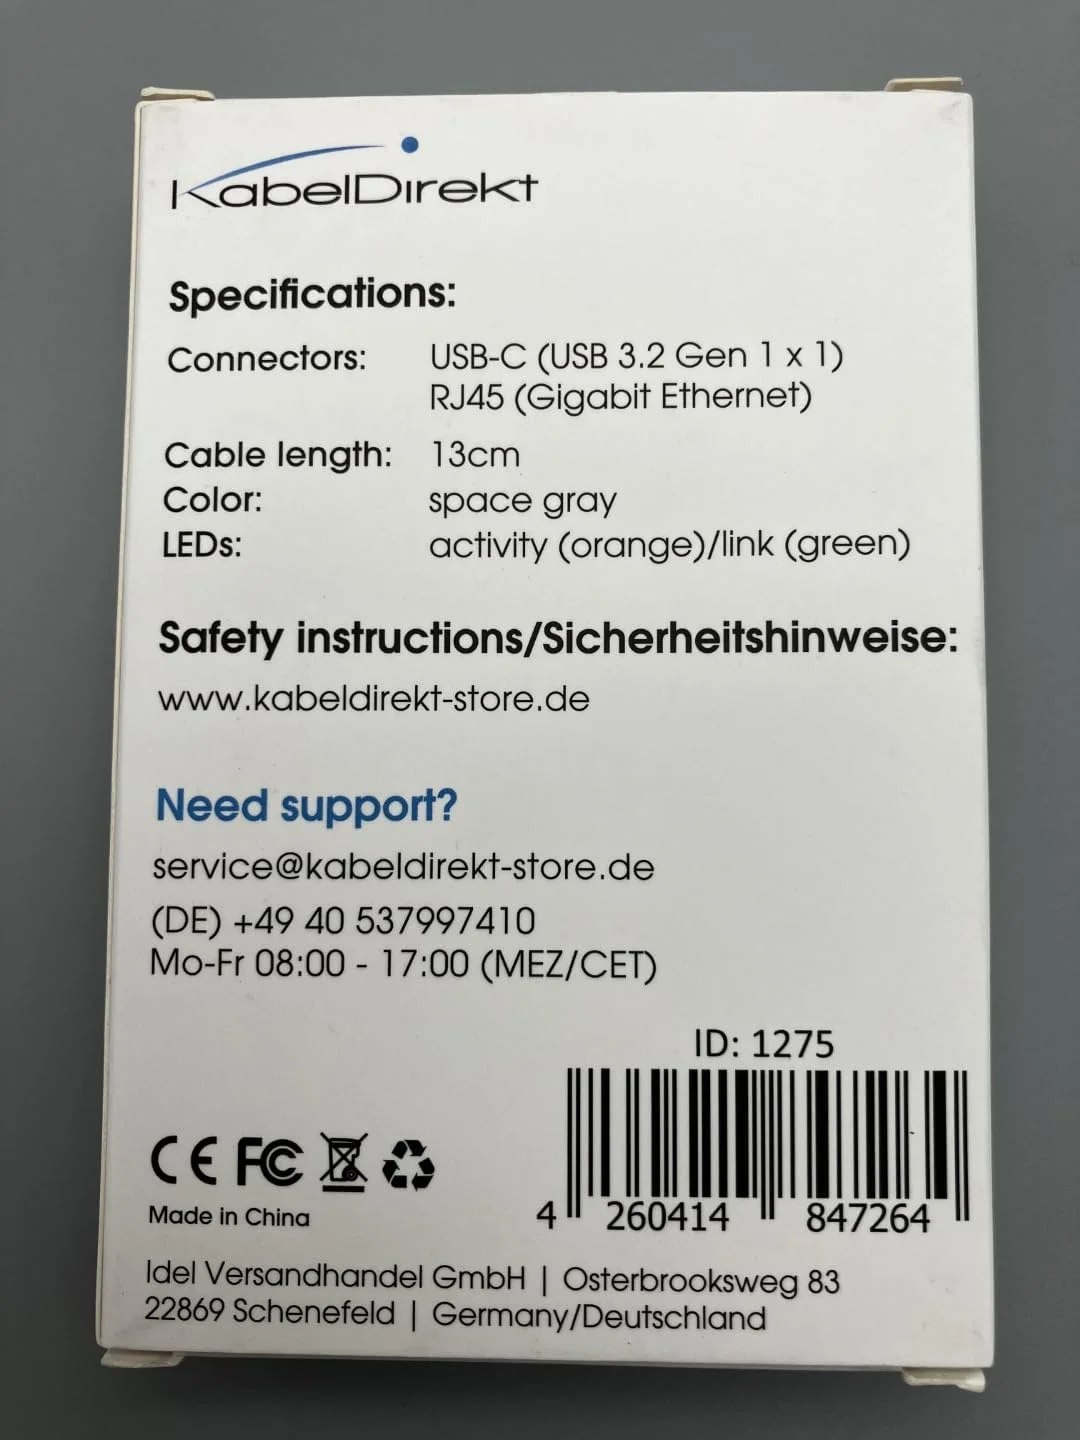 KabelDirekt
Specifications:
Connectors: USB-C (USB 3.2 Gen 1 x 1)
RJ45 (Gigabit Ethernet)
Cable length: 13cm
Color: space gray
LEDs: activity (orange)/link (green)
Safety instructions/Sicherheitshinweise:
www.kabeldirekt-store.de
Need support?
service@kabeldirekt-store.de
(DE) +49 40 537997410
Mo-Fr 08:00 - 17:00 (MEZ/CET)
ID: 1275
CE FC
Made in China
4 260414 847264
Idel Versandhandel GmbH | Osterbrooksweg 83
22869 Schenefeld | Germany/Deutschland